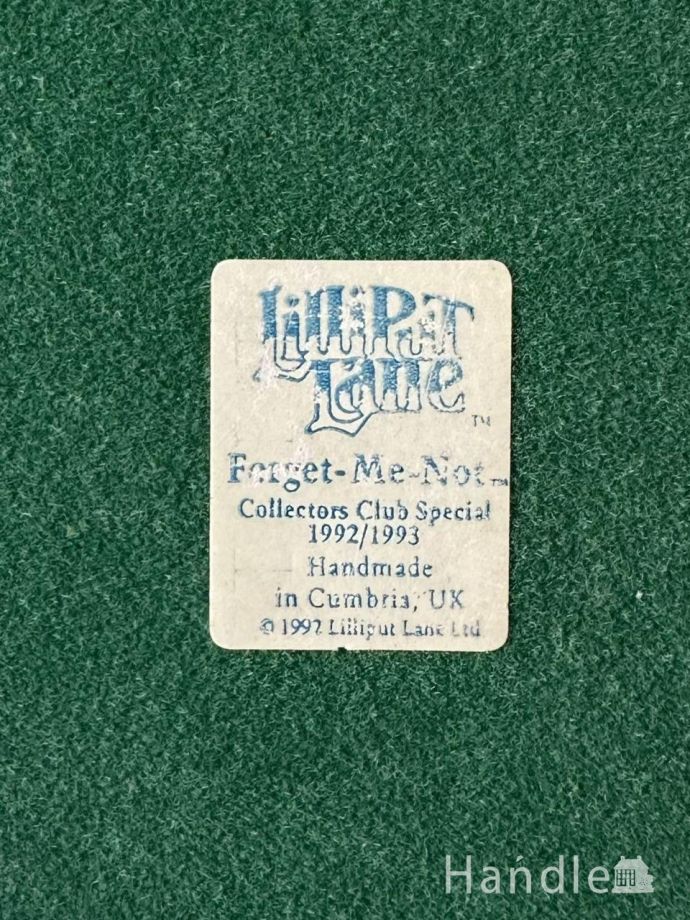 Lilliput
Lane
TM
Forget-Me-Not™
Collectors Club Special
1992/1993
Handmade
in Cumbria, UK
© 1992 Lilliput Lane Ltd
Handle